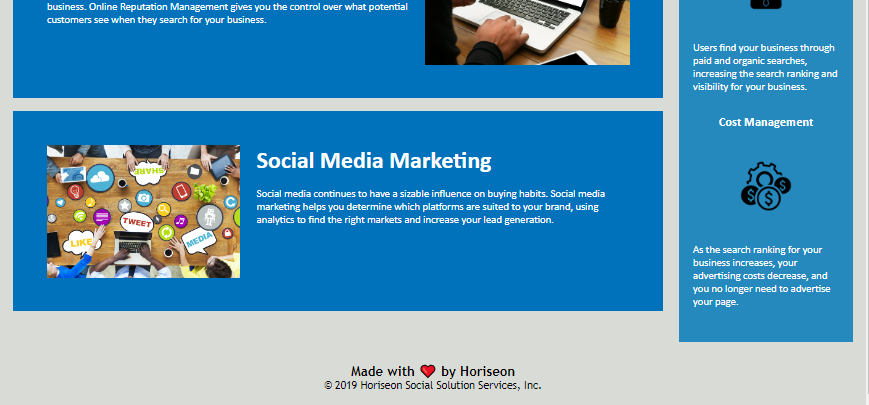 business. Online Reputation Management gives you the control over what potential
customers see when they search for your business.
Social Media Marketing
Social media continues to have a sizable influence on buying habits. Social media
marketing helps you determine which platforms are suited to your brand, using
analytics to find the right markets and increase your lead generation.
SHARE
TWEET
LIKE
MEDIA
Users find your business through
paid and organic searches,
increasing the search ranking and
visibility for your business.
Cost Management
$ $ $
As the search ranking for your
business increases, your
advertising costs decrease, and
you no longer need to advertise
your page.
Made with ❤ by Horiseon
© 2019 Horiseon Social Solution Services, Inc.